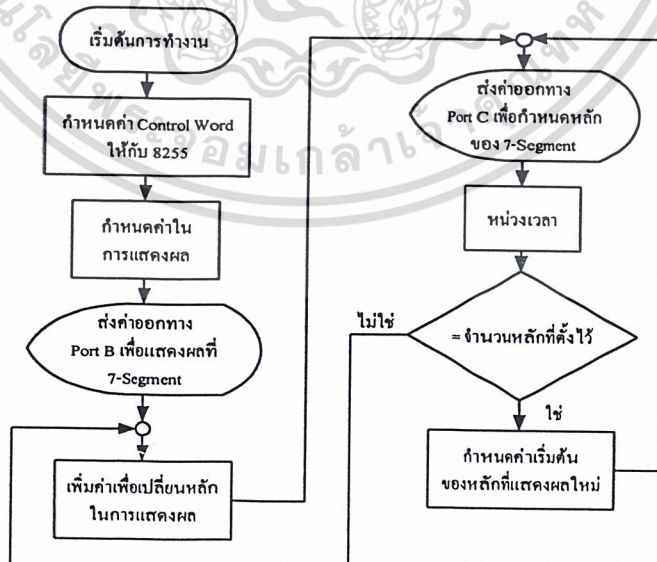 เริ่มต้นการทำงาน
กำหนดค่า Control Word
ให้กับ 8255
กำหนดค่าใน
การแสดงผล
ส่งค่าออกทาง
Port B เพื่อแสดงผลที่
7-Segment
เพิ่มค่าเพื่อเปลี่ยนหลัก
ในการแสดงผล
ส่งค่าออกทาง
Port C เพื่อกำหนดหลัก
ของ 7-Segment
หน่วงเวลา
= จำนวนหลักที่ตั้งไว้
ไม่ใช่
ใช่
กำหนดค่าเริ่มต้น
ของหลักที่แสดงผลใหม่